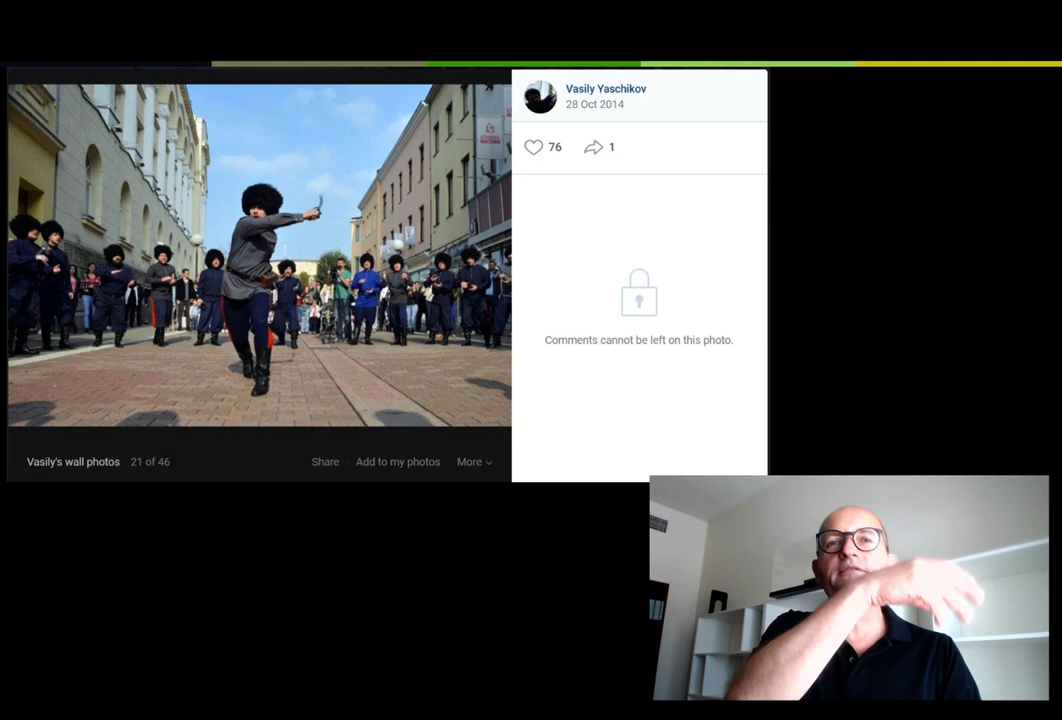 Vasily Yaschikov
28 Oct 2014
76 1
Comments cannot be left on this photo.
Vasily's wall photos 21 of 46 Share Add to my photos More